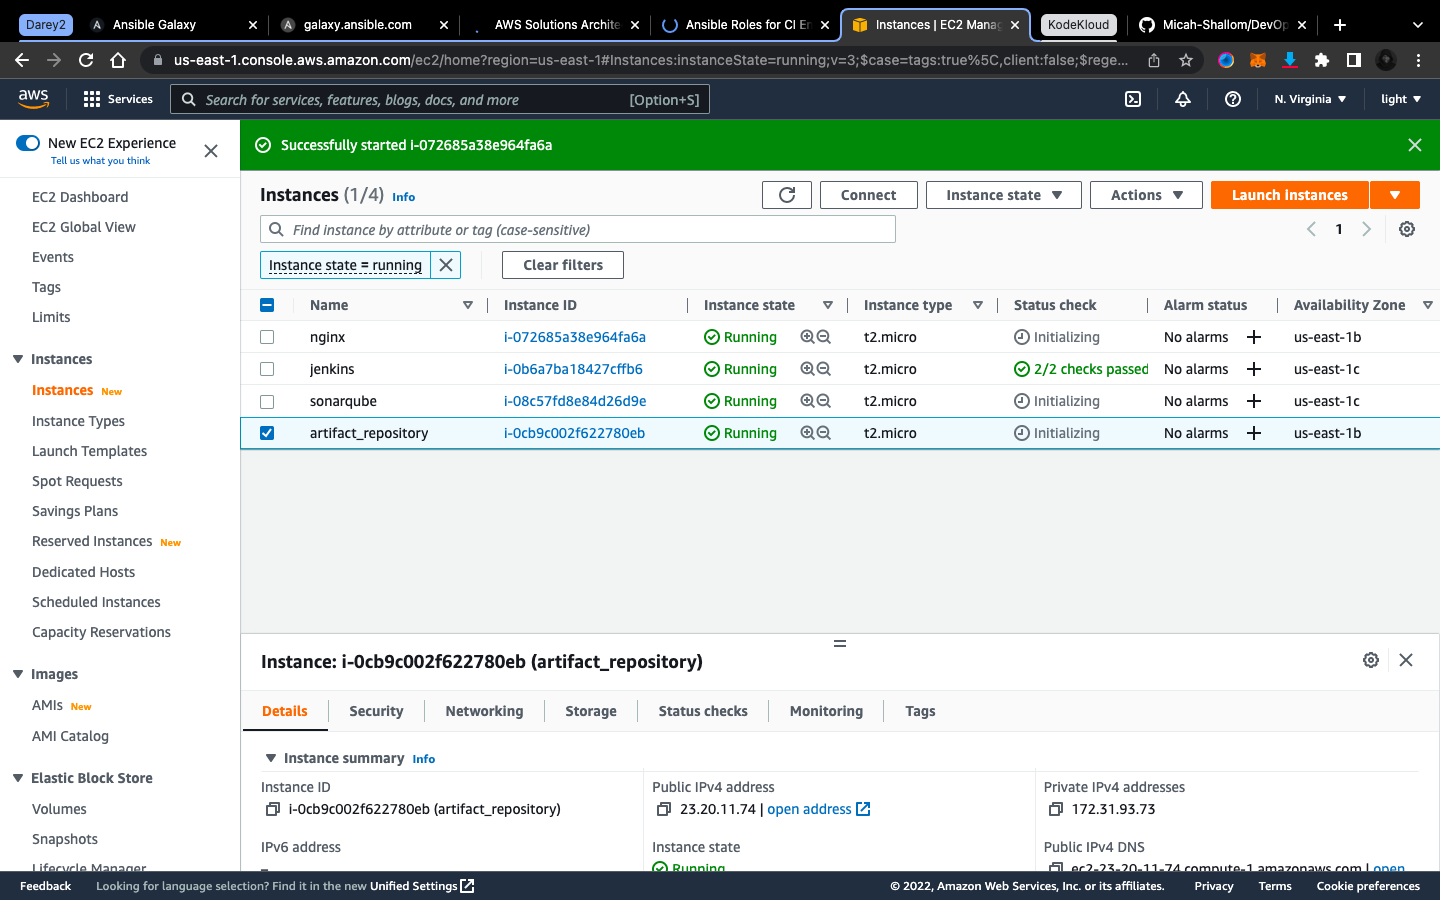 Darey2
Ansible Galaxy
galaxy.ansible.com
AWS Solutions Archite
Ansible Roles for CI En
Instances | EC2 Manag
KodeKloud
Micah-Shallom/DevOp
us-east-1.console.aws.amazon.com/ec2/home?region=us-east-1#Instances:instanceState=running;v=3;$case=tags:true%5C,client:false;$rege...
aws
Services
Search for services, features, blogs, docs, and more
[Option+S]
N. Virginia
light
New EC2 Experience
Tell us what you think
EC2 Dashboard
EC2 Global View
Events
Tags
Limits
Instances
Instances New
Instance Types
Launch Templates
Spot Requests
Savings Plans
Reserved Instances New
Dedicated Hosts
Scheduled Instances
Capacity Reservations
Images
AMIs New
AMI Catalog
Elastic Block Store
Volumes
Snapshots
Lifecycle Manager
Successfully started i-072685a38e964fa6a
Instances (1/4) Info
Connect
Instance state
Actions
Launch instances
Find instance by attribute or tag (case-sensitive)
1
Instance state = running
Clear filters
Name Instance ID Instance state Instance type Status check Alarm status Availability Zone
nginx i-072685a38e964fa6a Running t2.micro Initializing No alarms us-east-1b
jenkins i-0b6a7ba18427cffb6 Running t2.micro 2/2 checks passed No alarms us-east-1c
sonarqube i-08c57fd8e84d26d9e Running t2.micro Initializing No alarms us-east-1c
artifact_repository i-0cb9c002f622780eb Running t2.micro Initializing No alarms us-east-1b
Instance: i-0cb9c002f622780eb (artifact_repository)
Details Security Networking Storage Status checks Monitoring Tags
Instance summary Info
Instance ID
i-0cb9c002f622780eb (artifact_repository)
Public IPv4 address
23.20.11.74 | open address
Private IPv4 addresses
172.31.93.73
IPv6 address
–
Instance state
Running
Public IPv4 DNS
ec2-23-20-11-74.compute-1.amazonaws.com | open
Feedback
Looking for language selection? Find it in the new Unified Settings
© 2022, Amazon Web Services, Inc. or its affiliates.
Privacy
Terms
Cookie preferences